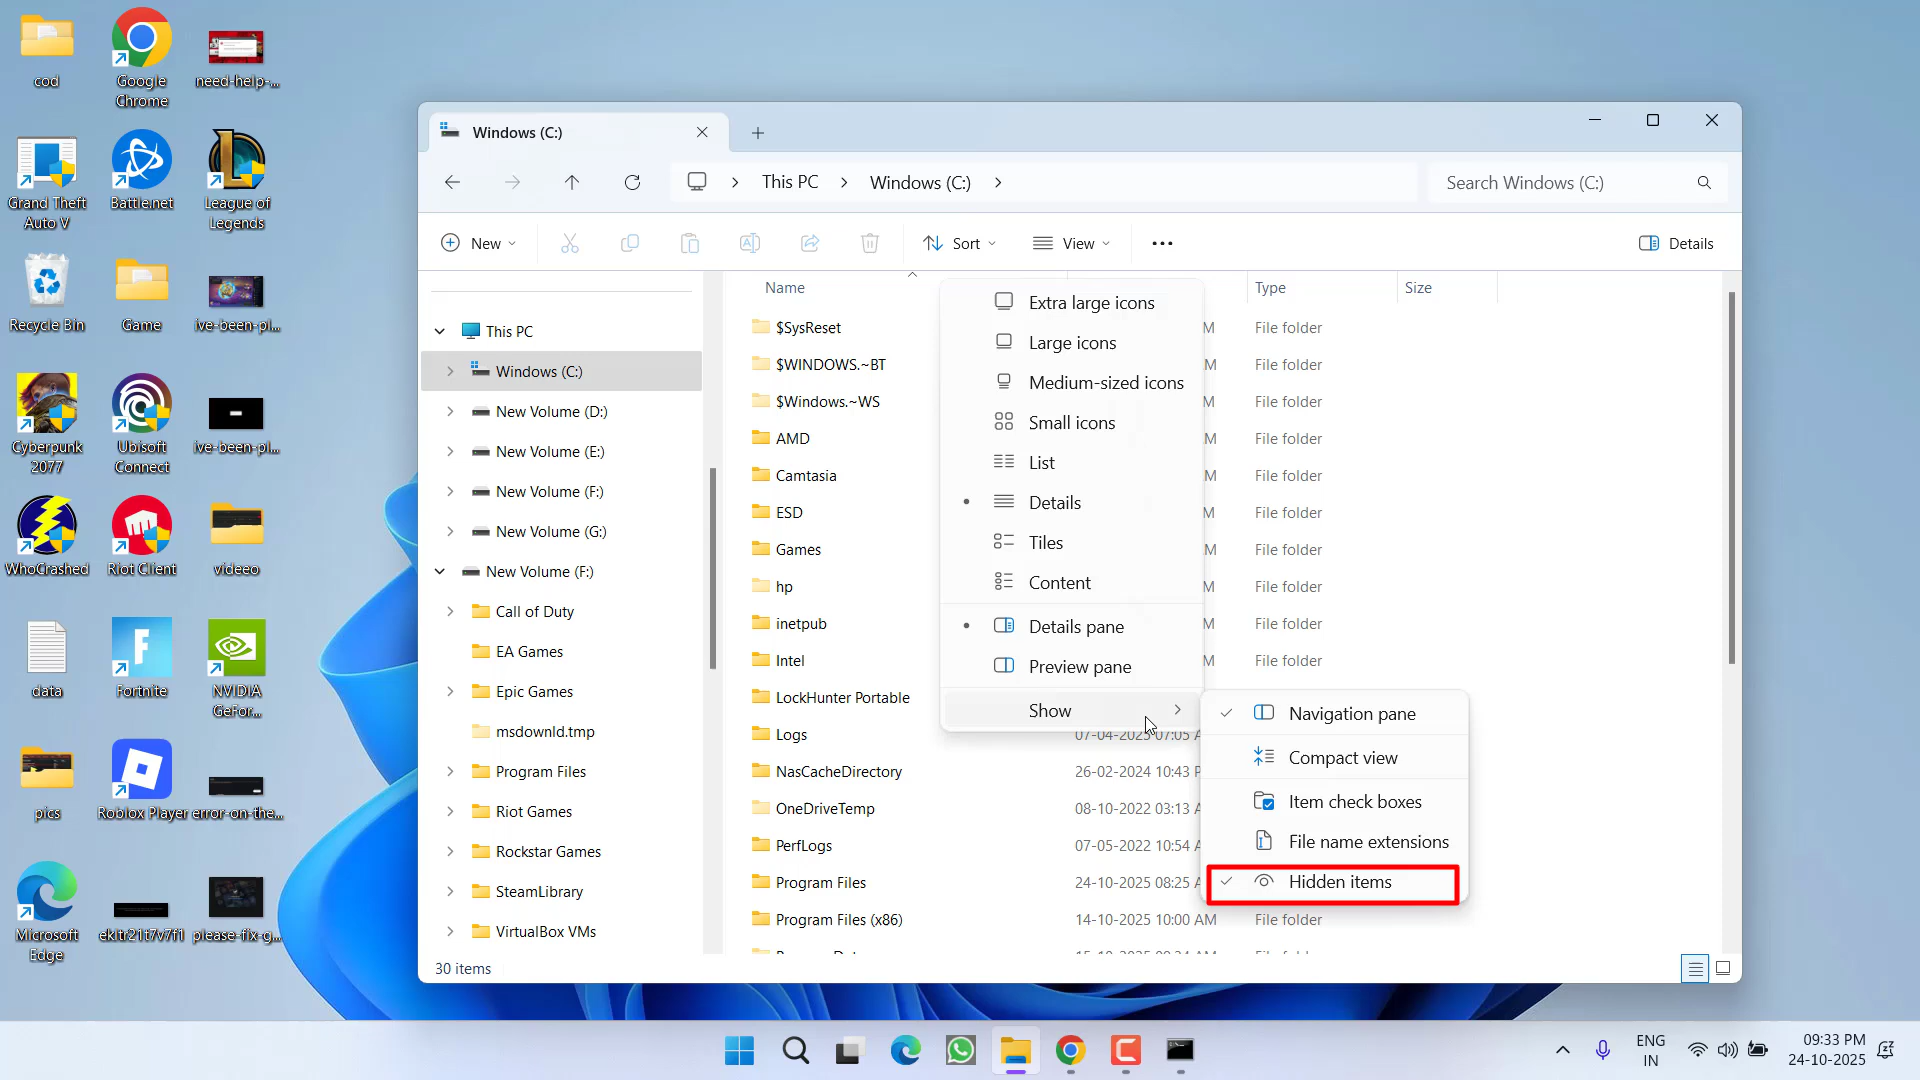 cod
Google
Chrome
need-help-...
Grand Theft
Auto V
Battle.net
League of
Legends
Recycle Bin
Game
ive-been-pl...
Cyberpunk
2077
Ubisoft
Connect
ive-been-pl...
WhoCrashed
Riot Client
videeo
data
Fortnite
NVIDIA
GeFor...
pics
Roblox Player
error-on-the...
Microsoft
Edge
ekltr21t7v7f1
please-fix-g...
Windows (C:)
This PC
Windows (C:)
Search Windows (C:)
New
Sort
View
Details
This PC
Windows (C:)
New Volume (D:)
New Volume (E:)
New Volume (F:)
New Volume (G:)
New Volume (F:)
Call of Duty
EA Games
Epic Games
msdownld.tmp
Program Files
Riot Games
Rockstar Games
SteamLibrary
VirtualBox VMs
Name
Type
Size
$SysReset
M
File folder
$WINDOWS.~BT
M
File folder
$Windows.~WS
M
File folder
AMD
M
File folder
Camtasia
M
File folder
ESD
M
File folder
Games
M
File folder
hp
M
File folder
inetpub
M
File folder
Intel
M
File folder
LockHunter Portable
Logs
07-04-2025 07:05 A
NasCacheDirectory
26-02-2024 10:43 P
OneDriveTemp
08-10-2022 03:13 A
PerfLogs
07-05-2022 10:54 A
Program Files
24-10-2025 08:25 A
Program Files (x86)
14-10-2025 10:00 AM
File folder
Extra large icons
Large icons
Medium-sized icons
Small icons
List
Details
Tiles
Content
Details pane
Preview pane
Show
Navigation pane
Compact view
Item check boxes
File name extensions
Hidden items
30 items
ENG
IN
09:33 PM
24-10-2025